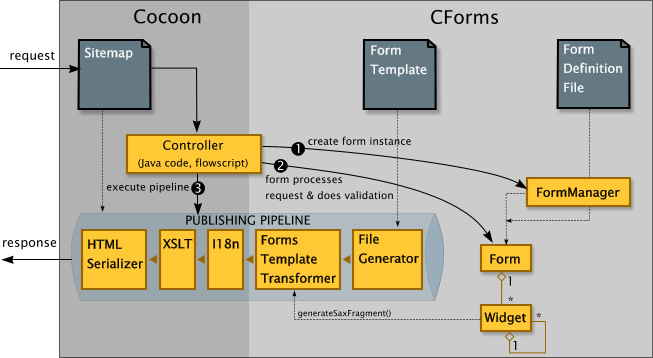 Cocoon
CForms
request
Sitemap
Form
Template
Form
Definition
File
Controller
(Java code, flowscript)
1
create form instance
2
form processes
request & does validation
execute pipeline
3
FormManager
PUBLISHING PIPELINE
response
HTML
Serializer
XSLT
I18n
Forms
Template
Transformer
File
Generator
Form
1
*
generateSaxFragment()
Widget
*
1